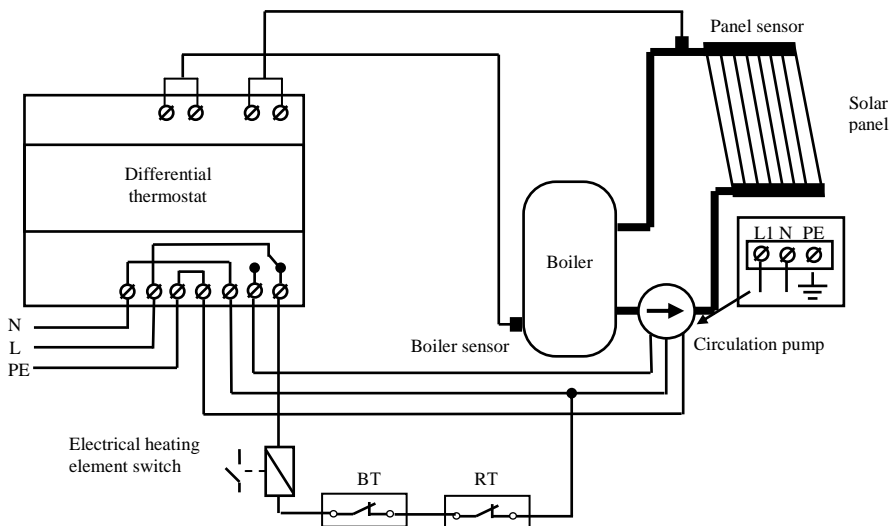 Panel sensor
Solar
panel
Differential
thermostat
L1 N PE
Boiler
N
L
PE
Boiler sensor
Circulation pump
Electrical heating
element switch
BT
RT